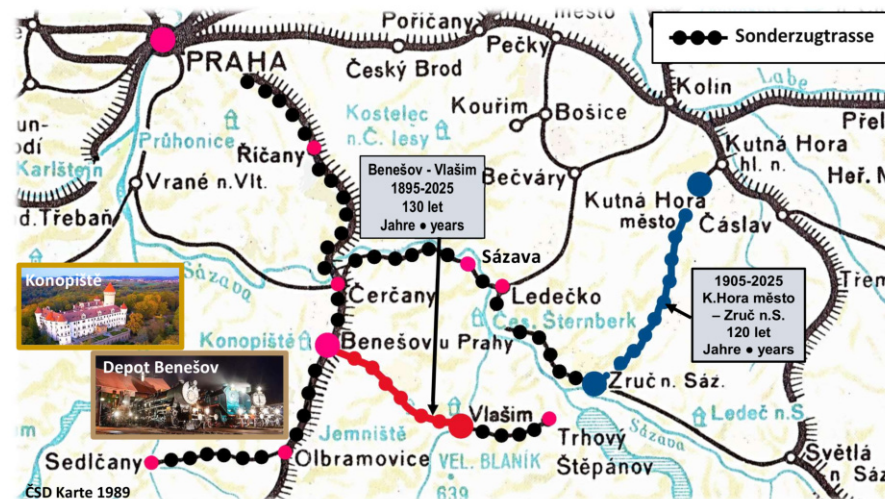 Sonderzugtrasse
PRAHA
Poříčany
město
Pečky
Český Brod
Kolín
Labe
Přel
Kouřim
Bošice
Kostelec
n.Č. lesy
Průhonice
Karlštejn
Říčany
Vrané n.Vlt.
d. Třebaň
Benešov - Vlašim
1895-2025
130 let
Jahre • years
Bečváry
Kutná Hora
hl. n.
Heř. M
Kutná Hora
město
Čáslav
Sázava
Sázava
Konopiště
Čerčany
Ledečko
Čes. Šternberk
1905-2025
K.Hora město
– Zruč n.S.
120 let
Jahre • years
Třem
Konopiště
Benešov u Prahy
Depot Benešov
Zruč n. Sáz.
Vlašim
Ledeč n.S.
Jemniště
Trhový
Štěpánov
Sázava
Sedlčany
Olbramovice
VEL. BLANÍK
639
Světlá
n. Sáz
ČSD Karte 1989